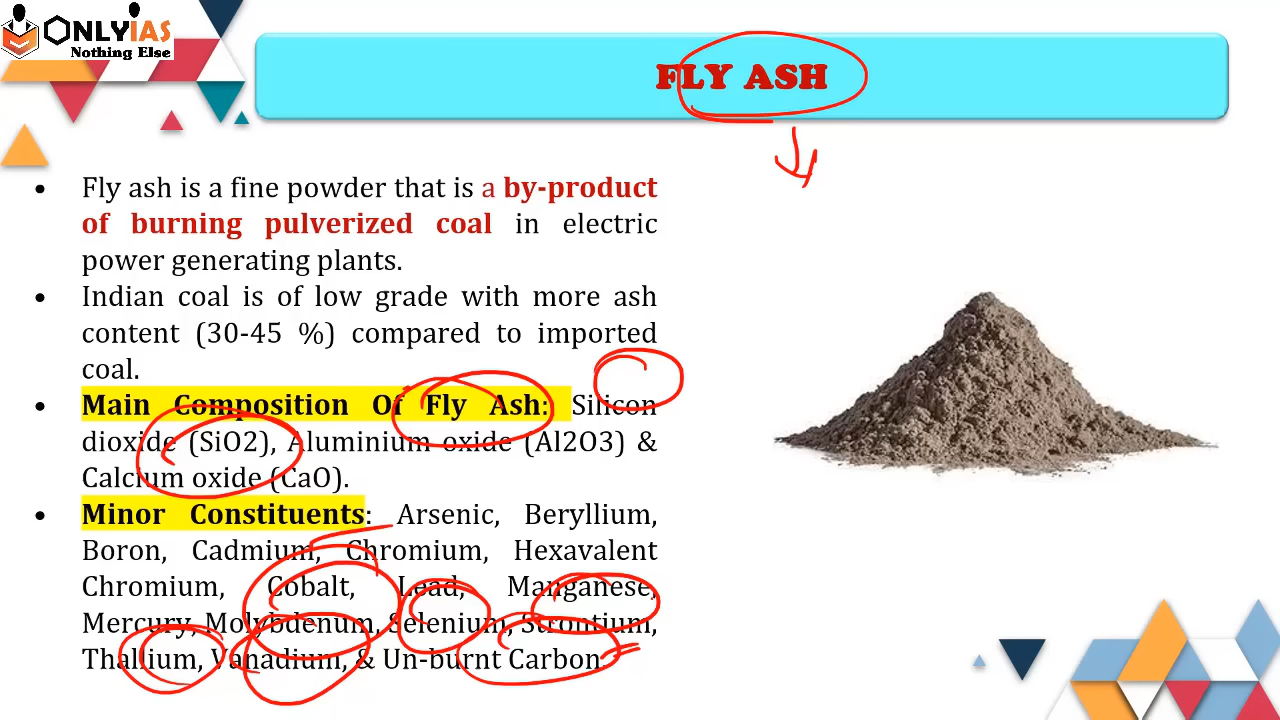 ONLYIAS
Nothing Else
FLY ASH
• Fly ash is a fine powder that is a by-product
of burning pulverized coal in electric
power generating plants.
• Indian coal is of low grade with more ash
content (30-45 %) compared to imported
coal.
• Main Composition Of Fly Ash: Silicon
dioxide (SiO2), Aluminium oxide (Al2O3) &
Calcium oxide (CaO).
• Minor Constituents: Arsenic, Beryllium,
Boron, Cadmium, Chromium, Hexavalent
Chromium, Cobalt, Lead, Manganese,
Mercury, Molybdenum, Selenium, Strontium,
Thallium, Vanadium, & Un-burnt Carbon.